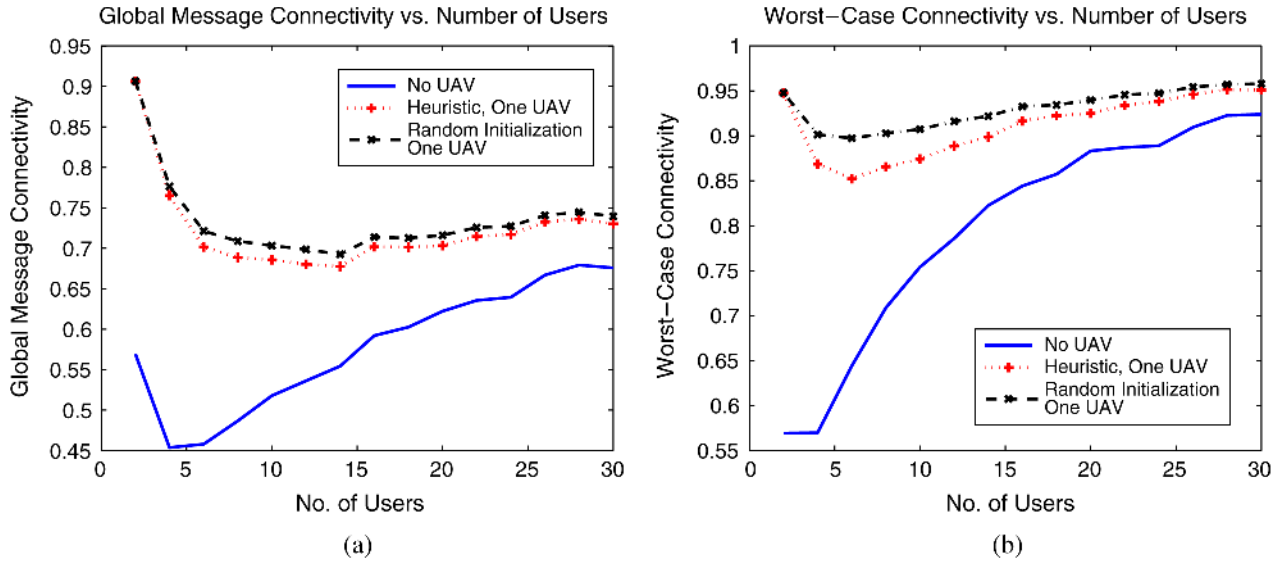 Global Message Connectivity vs. Number of Users
0.95
0.9
0.85
0.8
0.75
0.7
0.65
0.6
0.55
0.5
0.45
Global Message Connectivity
No UAV
Heuristic, One UAV
Random Initialization
One UAV
0
5
10
15
20
25
30
No. of Users
(a)
Worst-Case Connectivity vs. Number of Users
1
0.95
0.9
0.85
0.8
0.75
0.7
0.65
0.6
0.55
Worst-Case Connectivity
No UAV
Heuristic, One UAV
Random Initialization
One UAV
0
5
10
15
20
25
30
No. of Users
(b)